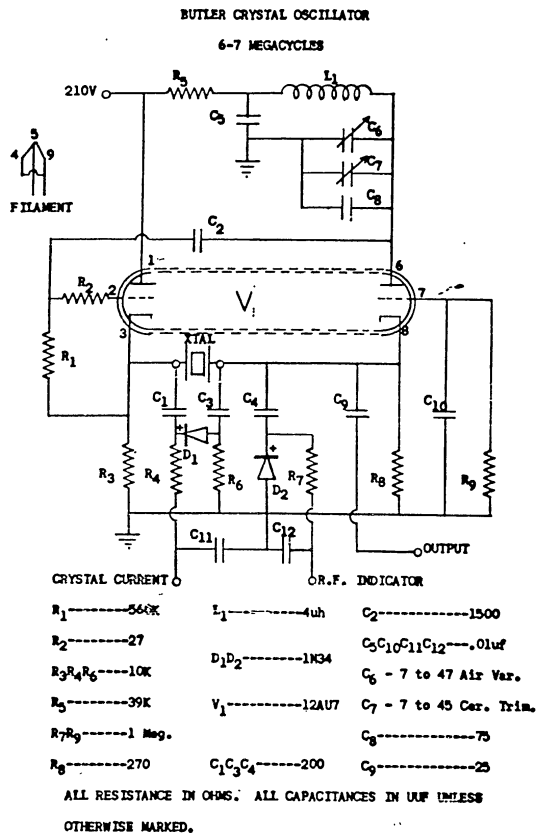 BUTLER CRYSTAL OSCILLATOR
6-7 MEGACYCLES
210V
R5
L1
C5
C6
C7
C8
5
4 9
FILAMENT
C2
1
6
R2
2
V1
7
3
8
XTAL
R1
C1
C3
C4
C9
C10
+
D1
+
D2
R3
R4
R6
R7
R8
R9
C11
C12
OUTPUT
CRYSTAL CURRENT
R.F. INDICATOR
R1--------560K
R2--------27
R3R4R6----10K
R5--------39K
R7R9------1 Meg.
R8--------270
L1--------4uh
D1D2-------1N34
V1---------12AU7
C1C3C4-----200
C2------------1500
C5C10C11C12---.01uf
C6 - 7 to 47 Air Var.
C7 - 7 to 45 Cer. Trim.
C8------------75
C9------------25
ALL RESISTANCE IN OHMS. ALL CAPACITANCES IN UUF UNLESS
OTHERWISE MARKED.